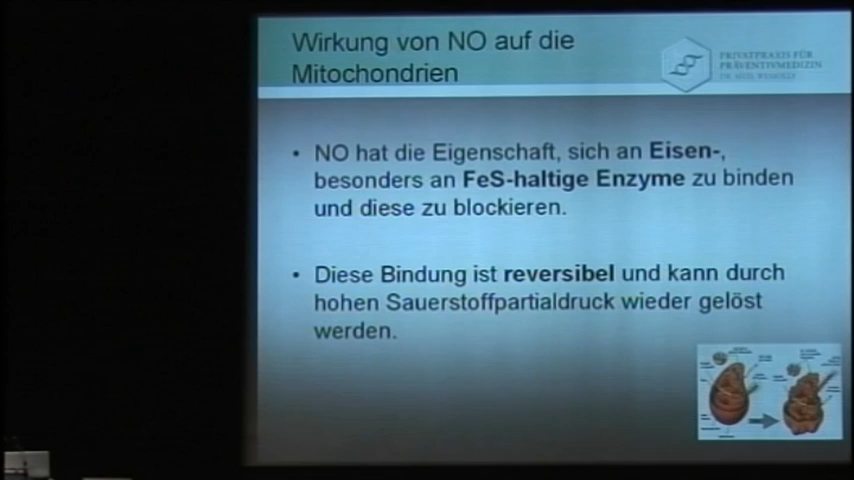 Wirkung von NO auf die
Mitochondrien
PRIVATPRAXIS FÜR
PRÄVENTIVMEDIZIN
• NO hat die Eigenschaft, sich an Eisen-,
besonders an FeS-haltige Enzyme zu binden
und diese zu blockieren.
• Diese Bindung ist reversibel und kann durch
hohen Sauerstoffpartialdruck wieder gelöst
werden.